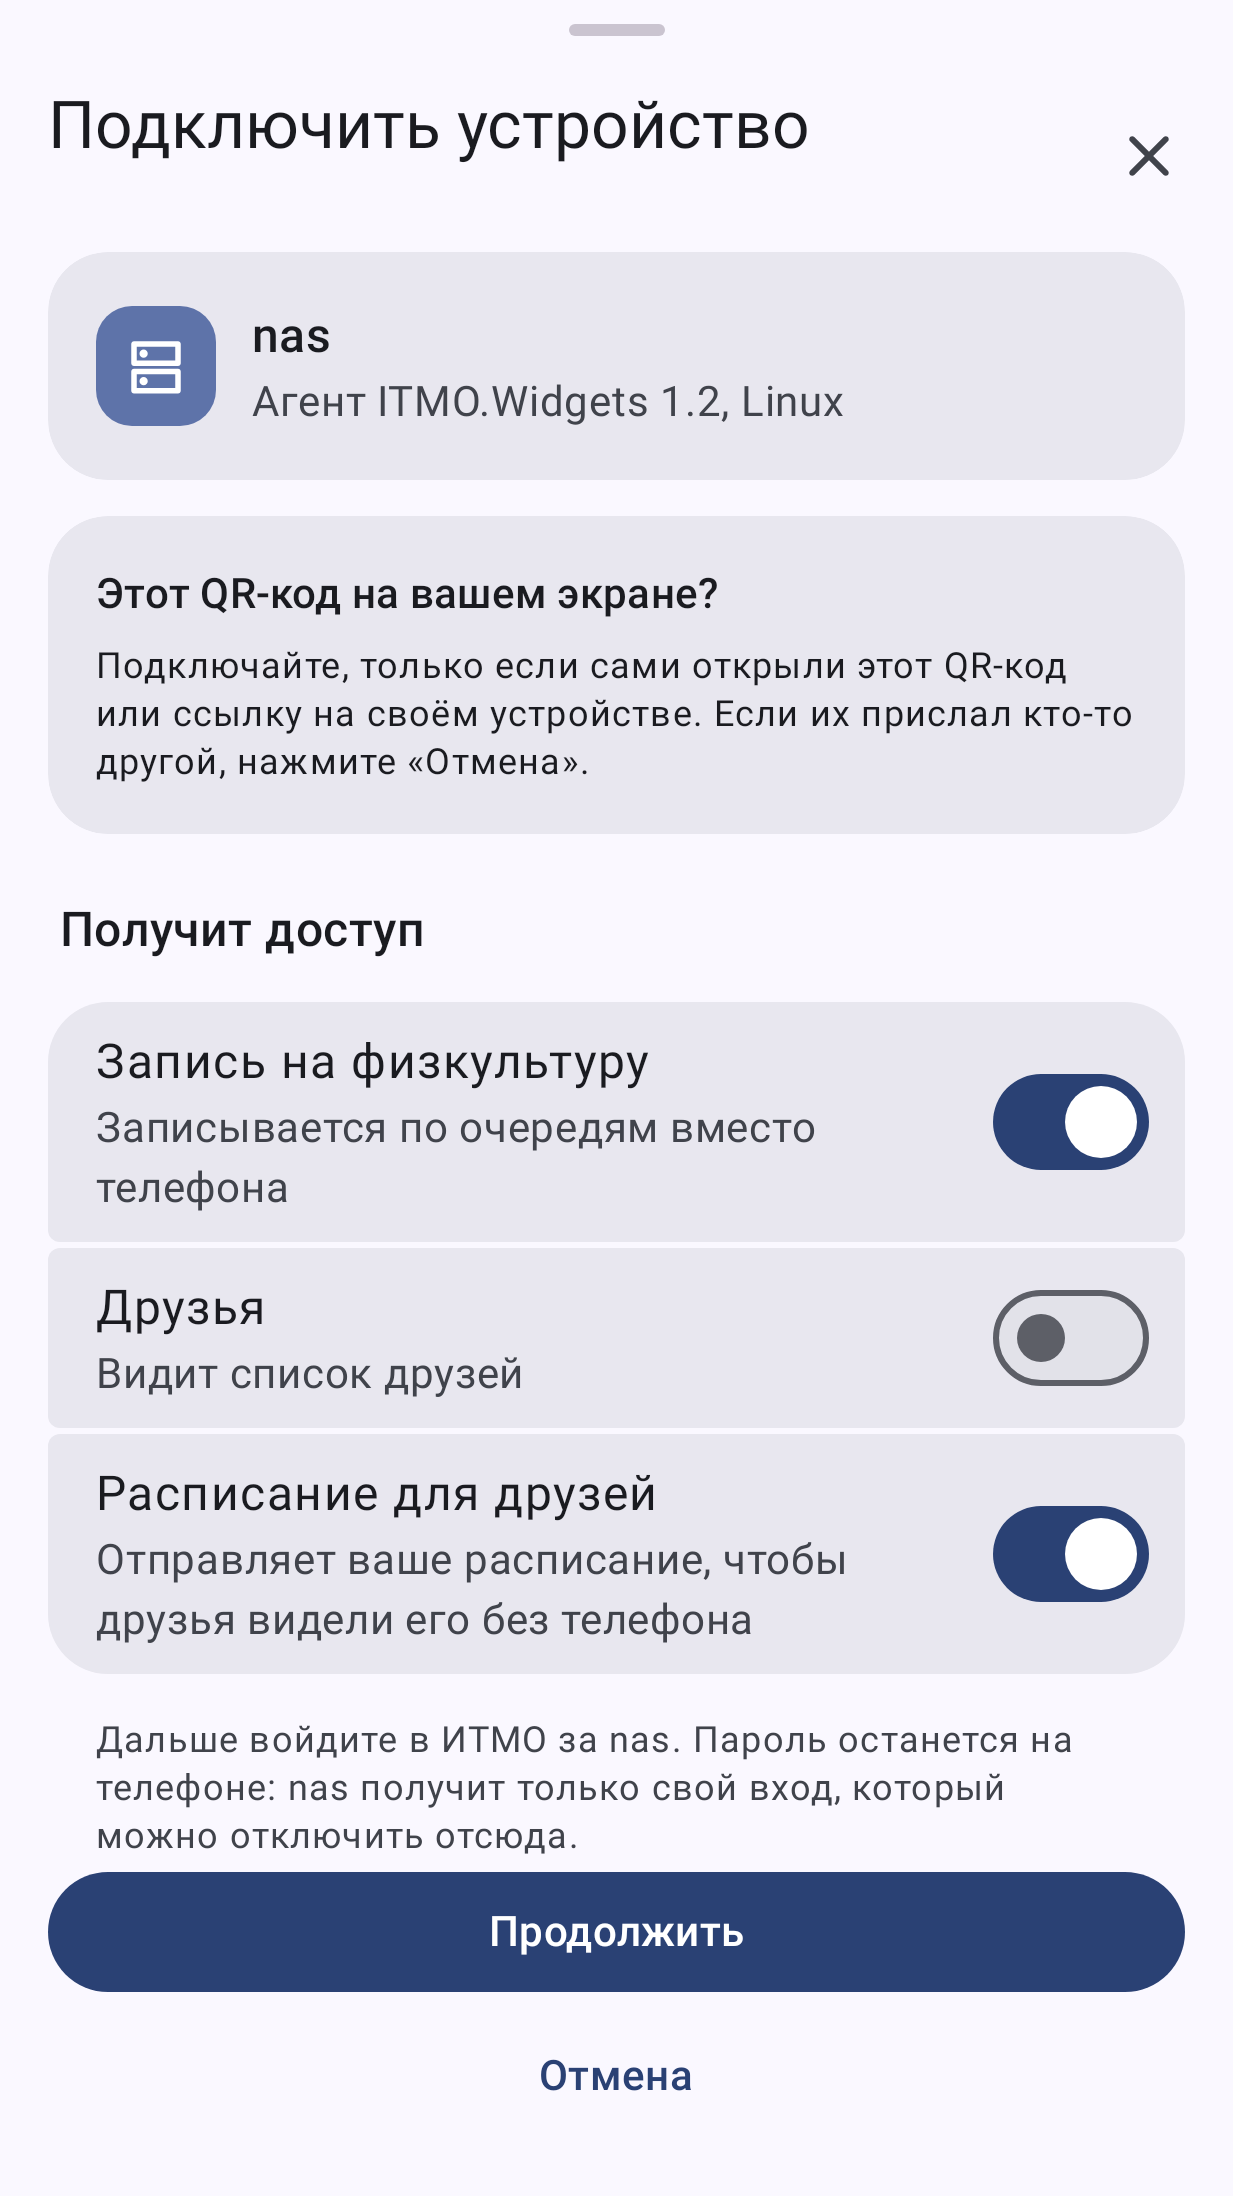 Подключить устройство
nas
Агент ITMO.Widgets 1.2, Linux
Этот QR-код на вашем экране?
Подключайте, только если сами открыли этот QR-код
или ссылку на своём устройстве. Если их прислал кто-то
другой, нажмите «Отмена».
Получит доступ
Запись на физкультуру
Записывается по очередям вместо
телефона
Друзья
Видит список друзей
Расписание для друзей
Отправляет ваше расписание, чтобы
друзья видели его без телефона
Дальше войдите в ИТМО за nas. Пароль останется на
телефоне: nas получит только свой вход, который
можно отключить отсюда.
Продолжить
Отмена